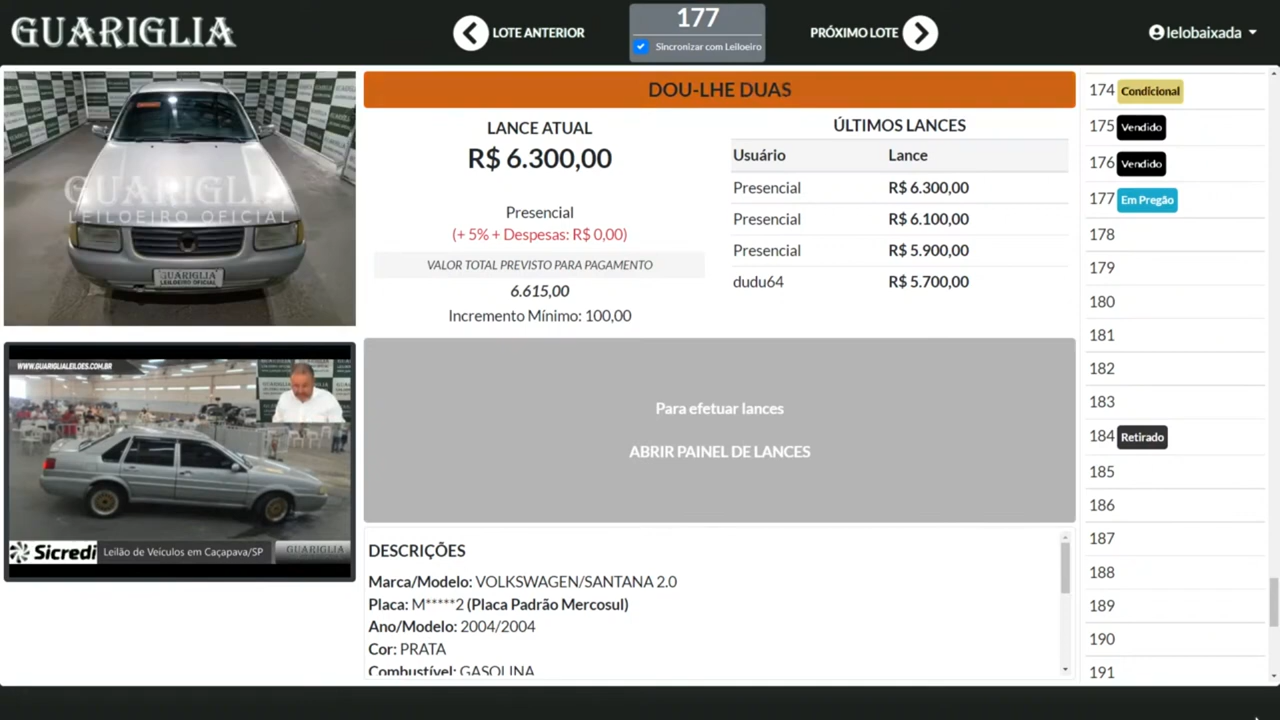 GUARIGLIA
LOTE ANTERIOR
177
Sincronizar com Leiloeiro
PRÓXIMO LOTE
lelobaixada
GUARIGLIA
LEILOEIRO OFICIAL
GUARIGLIA
LEILOEIRO OFICIAL
DOU-LHE DUAS
LANCE ATUAL
R$ 6.300,00
Presencial
(+ 5% + Despesas: R$ 0,00)
VALOR TOTAL PREVISTO PARA PAGAMENTO
6.615,00
Incremento Mínimo: 100,00
ÚLTIMOS LANCES
Usuário Lance
Presencial R$ 6.300,00
Presencial R$ 6.100,00
Presencial R$ 5.900,00
dudu64 R$ 5.700,00
174 Condicional
175 Vendido
176 Vendido
177 Em Pregão
178
179
180
181
182
183
184 Retirado
185
186
187
188
189
190
191
WWW.GUARIGLIALEILOES.COM.BR
Sicredi
Leilão de Veículos em Caçapava/SP
GUARIGLIA
Para efetuar lances
ABRIR PAINEL DE LANCES
DESCRIÇÕES
Marca/Modelo: VOLKSWAGEN/SANTANA 2.0
Placa: M*****2 (Placa Padrão Mercosul)
Ano/Modelo: 2004/2004
Cor: PRATA
Combustível: GASOLINA